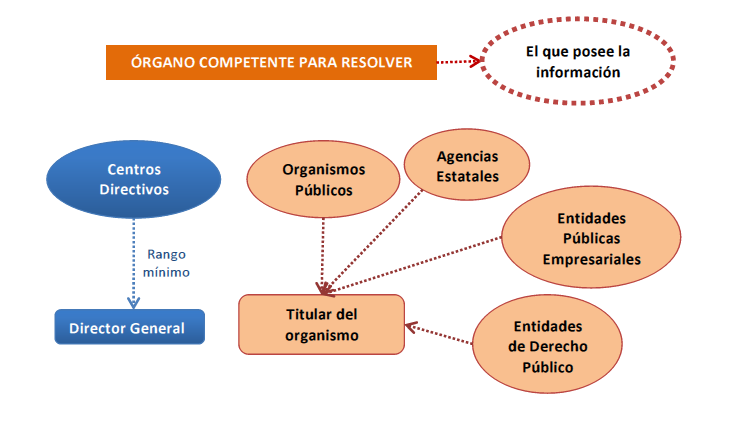 ÓRGANO COMPETENTE PARA RESOLVER
El que posee la
información
Centros
Directivos
Organismos
Públicos
Agencias
Estatales
Entidades
Públicas
Empresariales
Rango
mínimo
Director General
Titular del
organismo
Entidades
de Derecho
Público